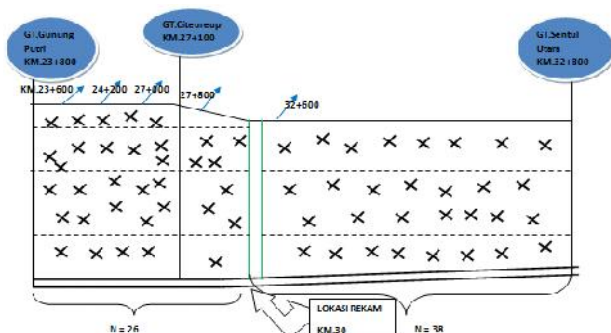 GT.Gunung
Putri
KM.23+800
GT.Citeureup
KM.27+100
GT.Sentul
Utara
KM.32+800
KM.23+600
24+200
27+000
27+800
32+600
LOKASI REKAM
KM.30
N = 26
N = 38